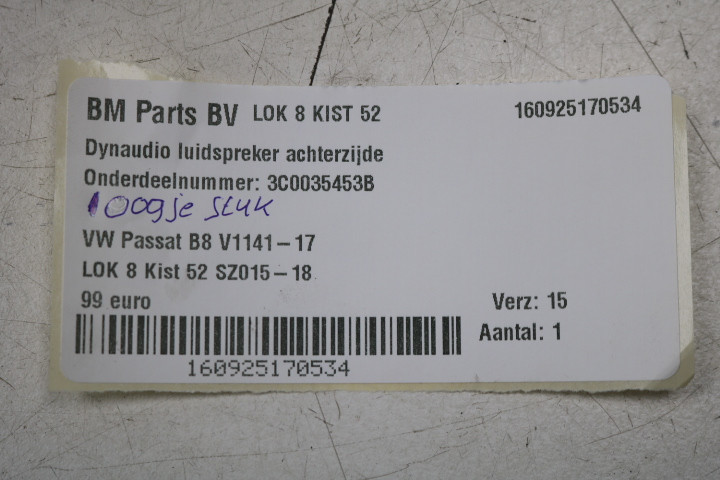 BM Parts BV LOK 8 KIST 52 160925170534
Dynaudio luidspreker achterzijde
Onderdeelnummer: 3C0035453B
1 oogje stuk
VW Passat B8 V1141-17
LOK 8 Kist 52 SZ015-18
99 euro Verz: 15
Aantal: 1
160925170534